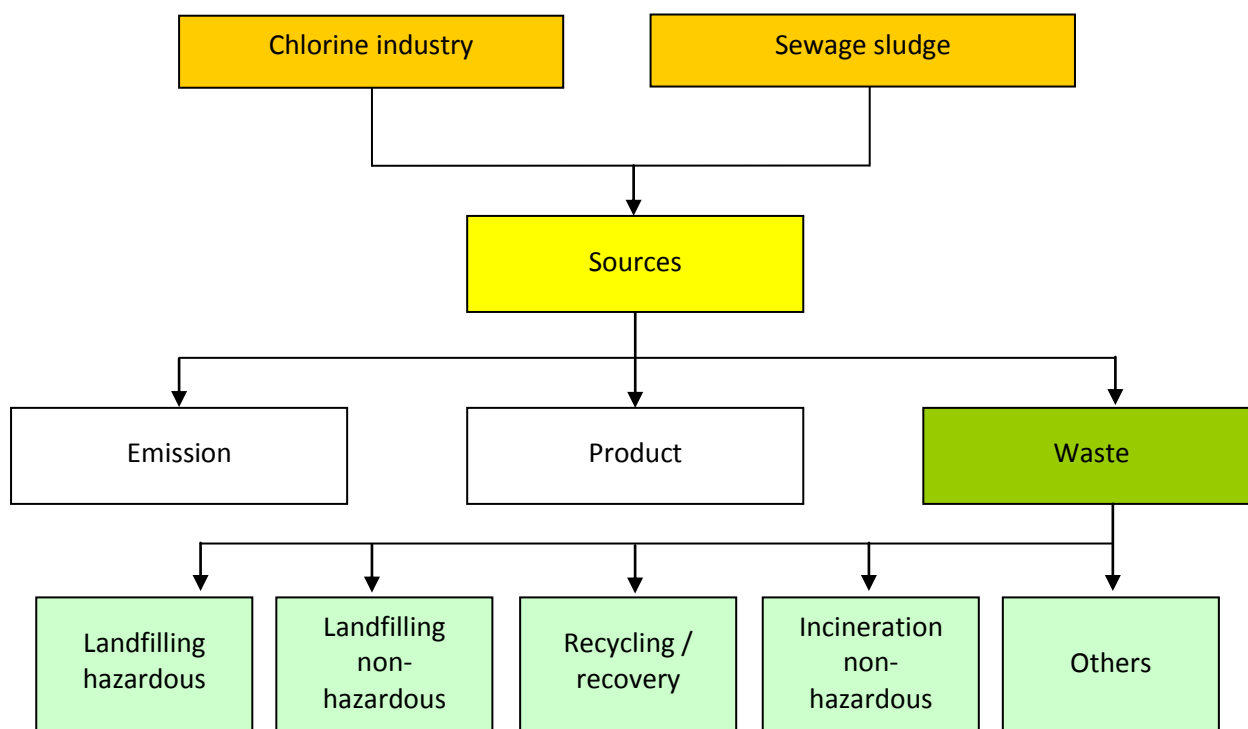 Chlorine industry
Sewage sludge
Sources
Emission
Product
Waste
Landfilling
hazardous
Landfilling
non-
hazardous
Recycling /
recovery
Incineration
non-
hazardous
Others